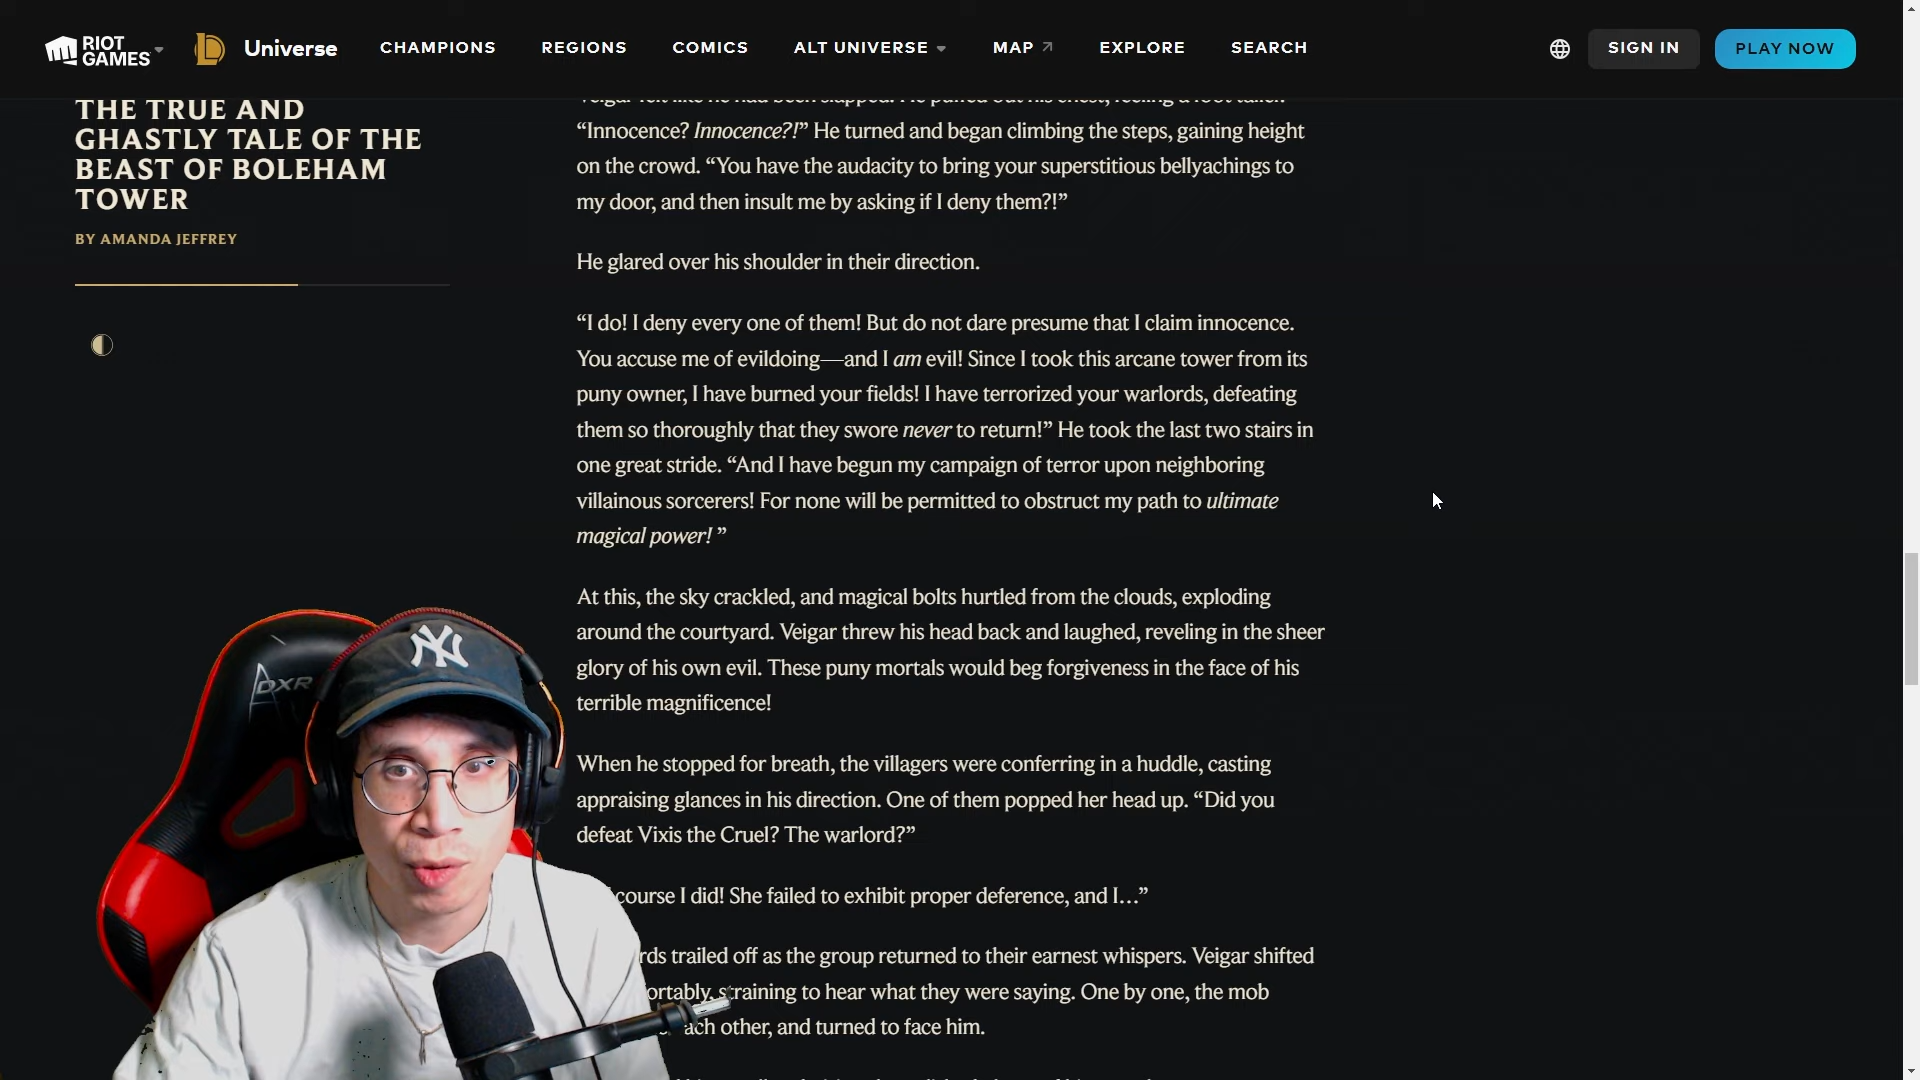 RIOT GAMES
Universe
CHAMPIONS
REGIONS
COMICS
ALT UNIVERSE
MAP
EXPLORE
SEARCH
SIGN IN
PLAY NOW
THE TRUE AND
GHASTLY TALE OF THE
BEAST OF BOLEHAM
TOWER
BY AMANDA JEFFREY
“Innocence? Innocence?!” He turned and began climbing the steps, gaining height
on the crowd. “You have the audacity to bring your superstitious bellyachings to
my door, and then insult me by asking if I deny them?!”
He glared over his shoulder in their direction.
“I do! I deny every one of them! But do not dare presume that I claim innocence.
You accuse me of evildoing—and I am evil! Since I took this arcane tower from its
puny owner, I have burned your fields! I have terrorized your warlords, defeating
them so thoroughly that they swore never to return!” He took the last two stairs in
one great stride. “And I have begun my campaign of terror upon neighboring
villainous sorcerers! For none will be permitted to obstruct my path to ultimate
magical power! ”
At this, the sky crackled, and magical bolts hurtled from the clouds, exploding
around the courtyard. Veigar threw his head back and laughed, reveling in the sheer
glory of his own evil. These puny mortals would beg forgiveness in the face of his
terrible magnificence!
When he stopped for breath, the villagers were conferring in a huddle, casting
appraising glances in his direction. One of them popped her head up. “Did you
defeat Vixis the Cruel? The warlord?”
course I did! She failed to exhibit proper deference, and I…”
trailed off as the group returned to their earnest whispers. Veigar shifted
straining to hear what they were saying. One by one, the mob
other, and turned to face him.
NY
DXR